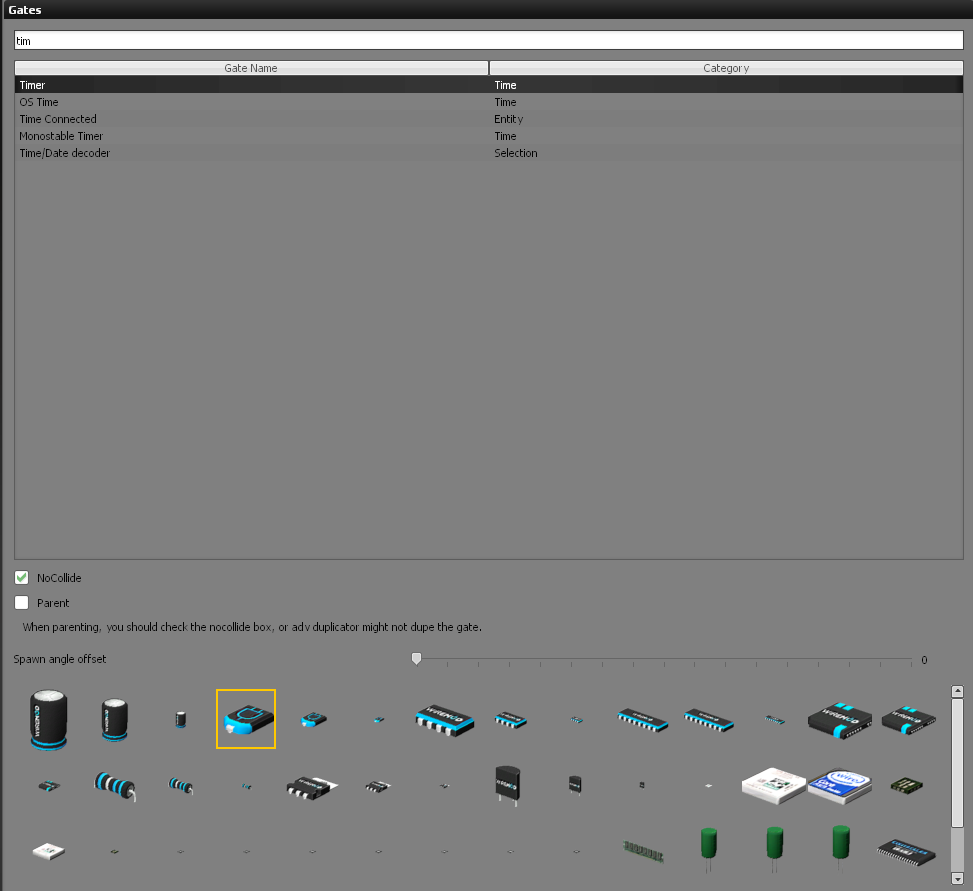 Gates
tim
Gate Name Category
Timer Time
OS Time Time
Time Connected Entity
Monostable Timer Time
Time/Date decoder Selection
NoCollide
Parent
When parenting, you should check the nocollide box, or adv duplicator might not dupe the gate.
Spawn angle offset 0